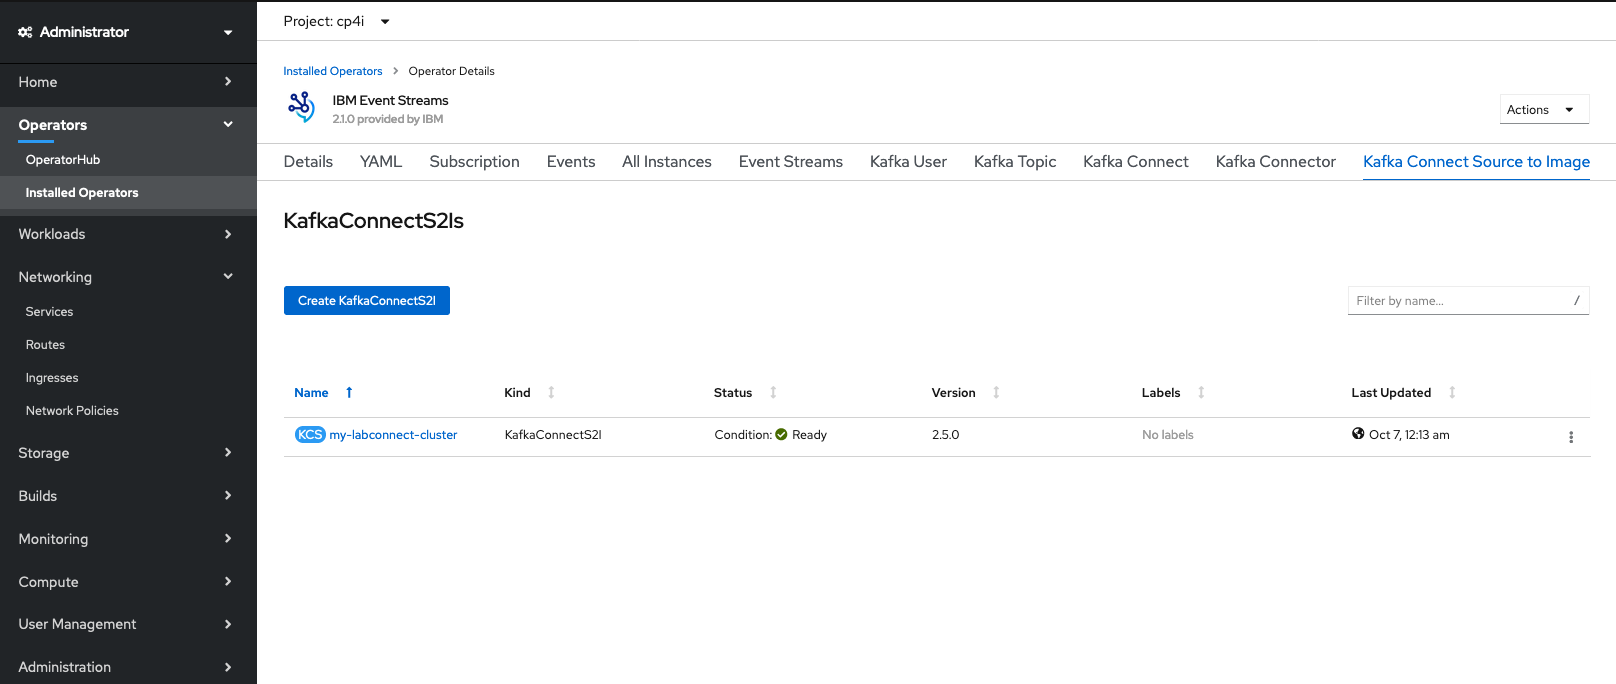 Administrator
Home
Operators
OperatorHub
Installed Operators
Workloads
Networking
Services
Routes
Ingresses
Network Policies
Storage
Builds
Monitoring
Compute
User Management
Administration
Project: cp4i
Installed Operators > Operator Details
IBM Event Streams
2.1.0 provided by IBM
Actions
Details YAML Subscription Events All Instances Event Streams Kafka User Kafka Topic Kafka Connect Kafka Connector Kafka Connect Source to Image
KafkaConnectS2Is
Create KafkaConnectS2I
Filter by name... /
Name Kind Status Version Labels Last Updated
KCS my-labconnect-cluster KafkaConnectS2I Condition: Ready 2.5.0 No labels Oct 7, 12:13 am